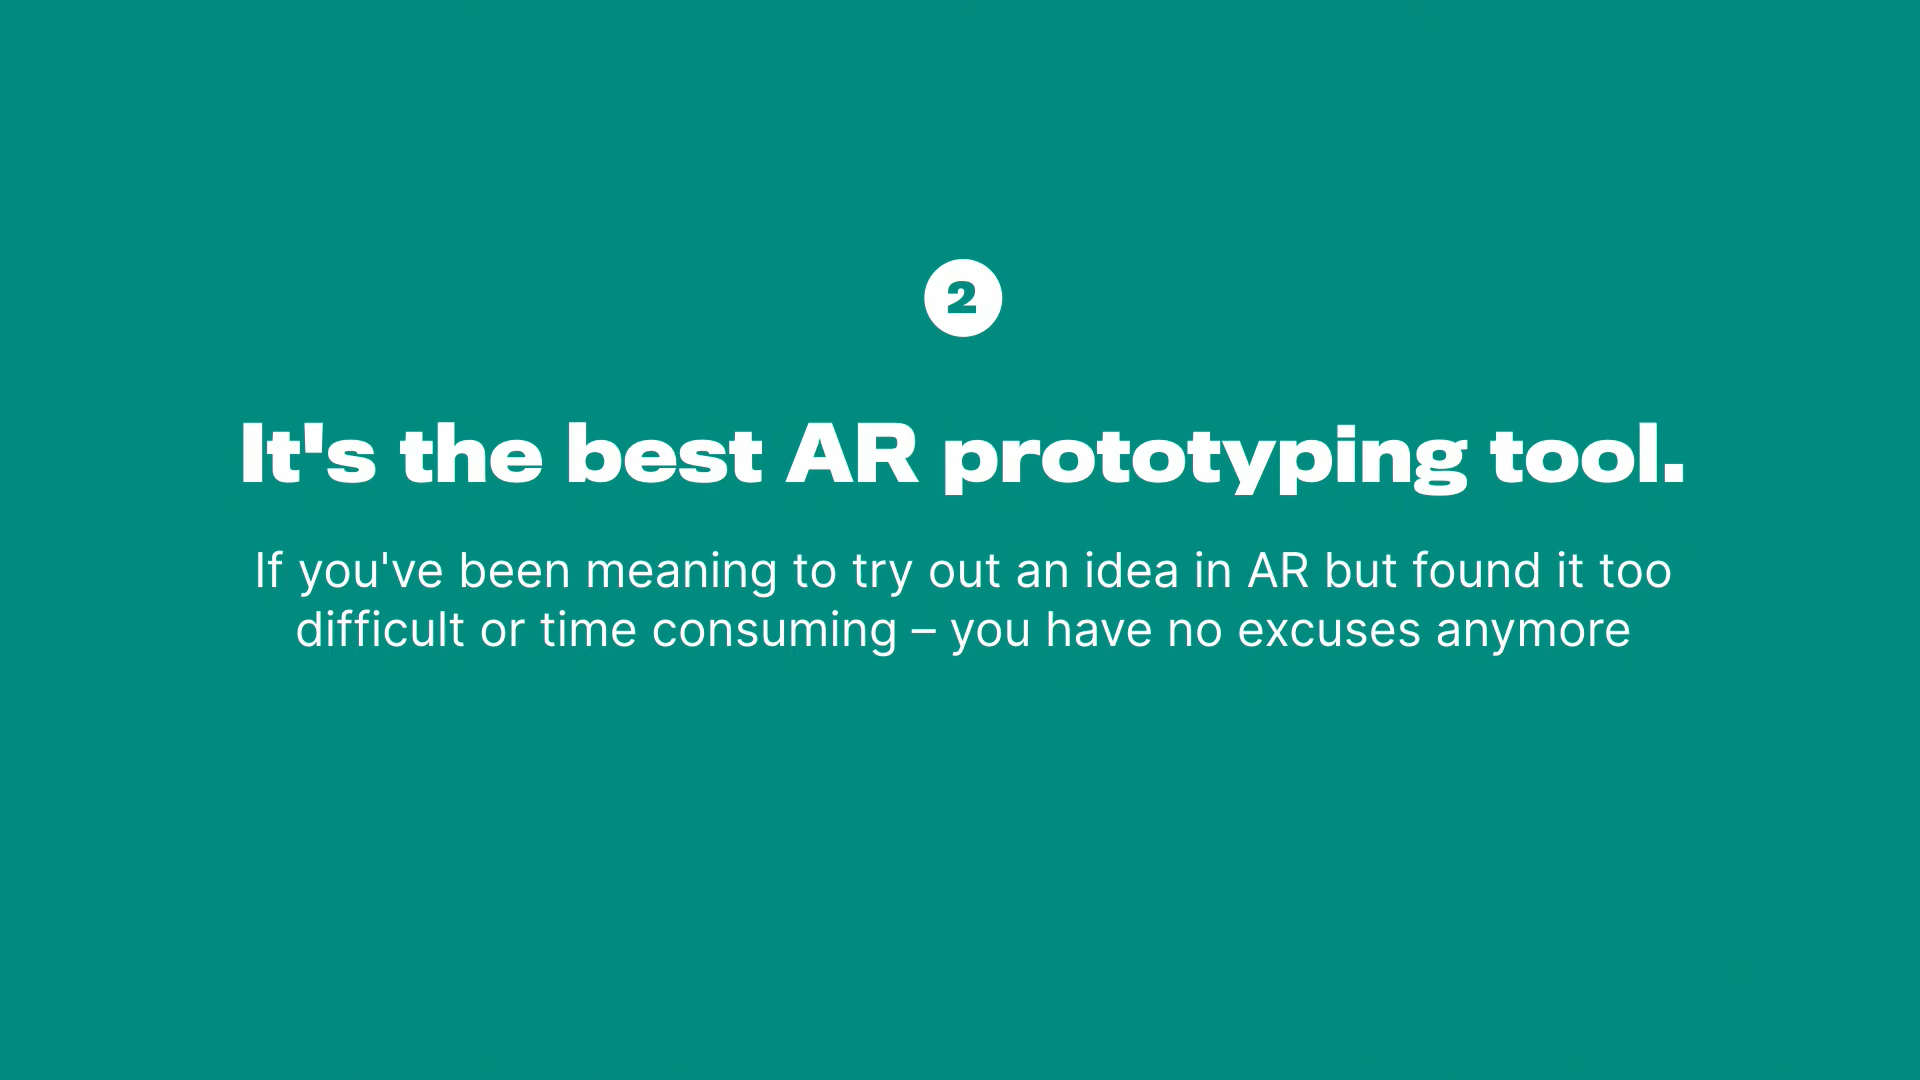 2
It's the best AR prototyping tool.
If you've been meaning to try out an idea in AR but found it too
difficult or time consuming – you have no excuses anymore